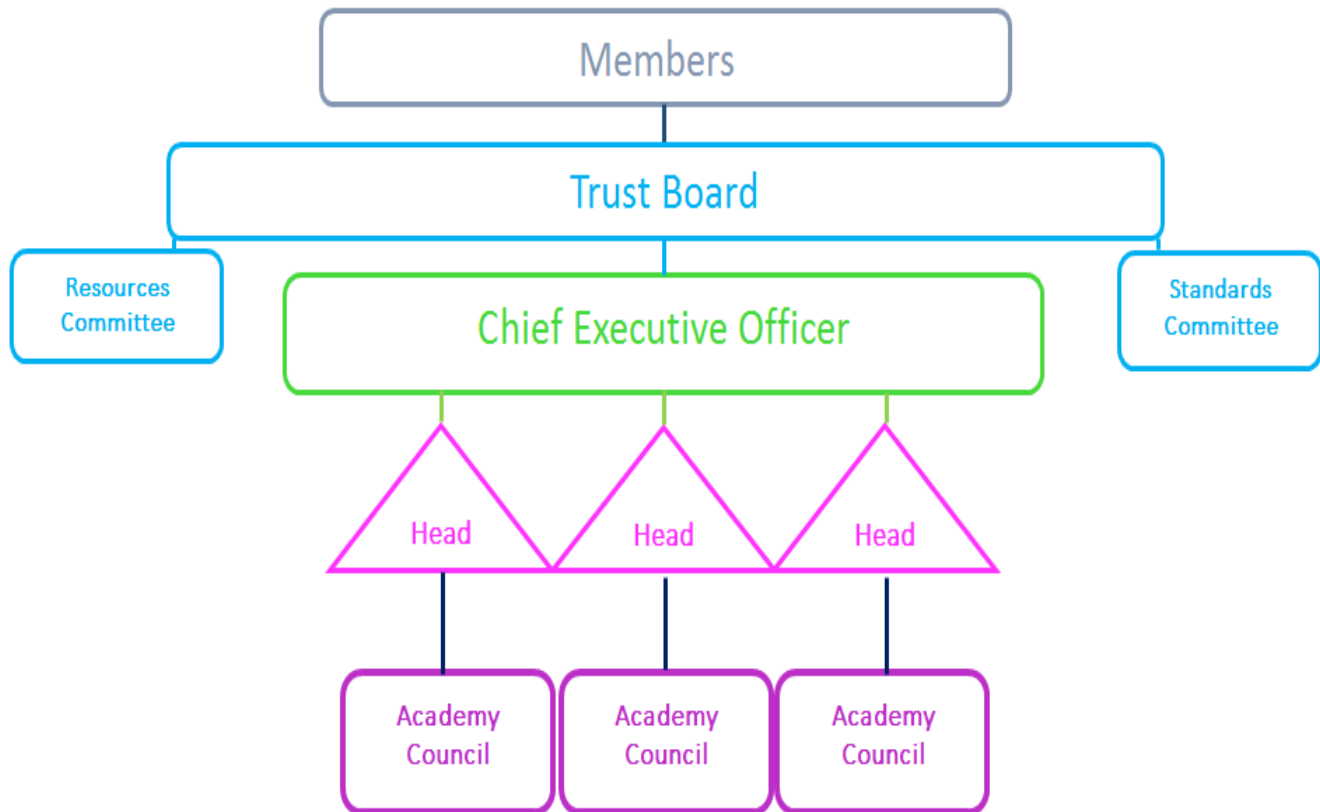 Members
Trust Board
Resources
Committee
Standards
Committee
Chief Executive Officer
Head
Head
Head
Academy
Council
Academy
Council
Academy
Council